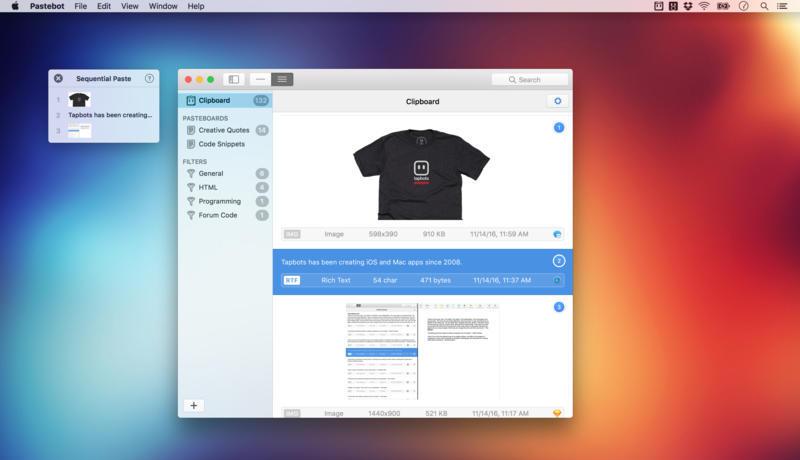 Pastebot File Edit View Window Help
Sequential Paste ?
1
2 Tapbots has been creating...
3
Search
Clipboard 132
PASTEBOARDS
Creative Quotes 14
Code Snippets
FILTERS
General 6
HTML 4
Programming 1
Forum Code 1
+
Clipboard
1
tapbots
IMG Image 598x390 910 KB 11/14/16, 11:59 AM
Tapbots has been creating iOS and Mac apps since 2008. 2
RTF Rich Text 54 char 471 bytes 11/14/16, 11:37 AM
3
IMG Image 1440x900 521 KB 11/14/16, 11:17 AM